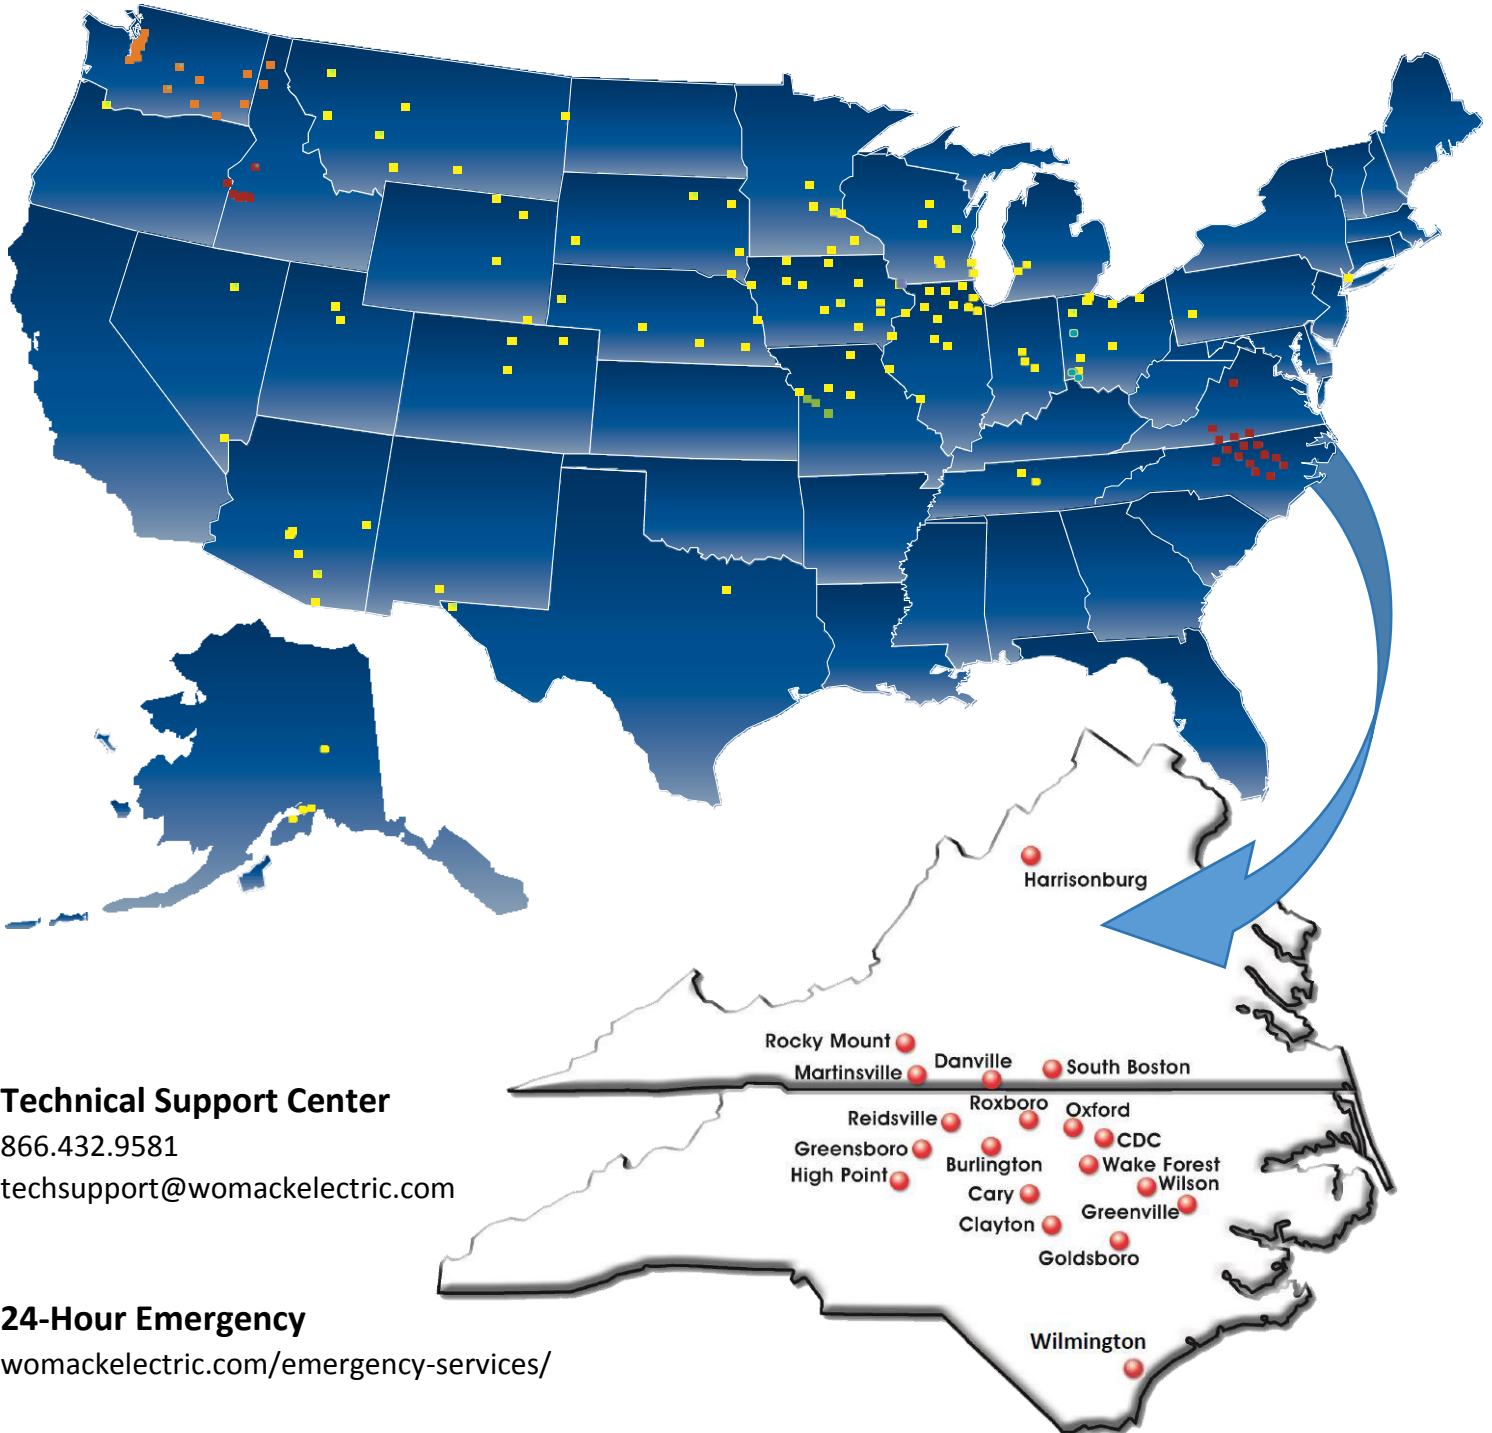 Harrisonburg
Rocky Mount
Danville
South Boston
Martinsville
Roxboro
Oxford
Reidsville
CDC
Greensboro
Burlington
Wake Forest
High Point
Wilson
Cary
Greenville
Clayton
Goldsboro
Wilmington
Technical Support Center
866.432.9581
techsupport@womackelectric.com
24-Hour Emergency
womackelectric.com/emergency-services/